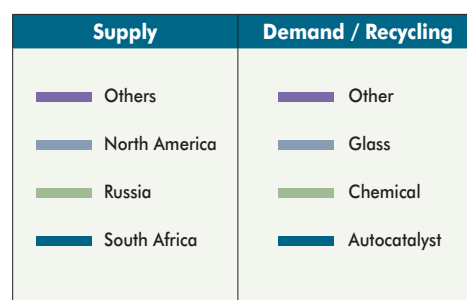 Supply
Demand / Recycling
Others
Other
North America
Glass
Russia
Chemical
South Africa
Autocatalyst